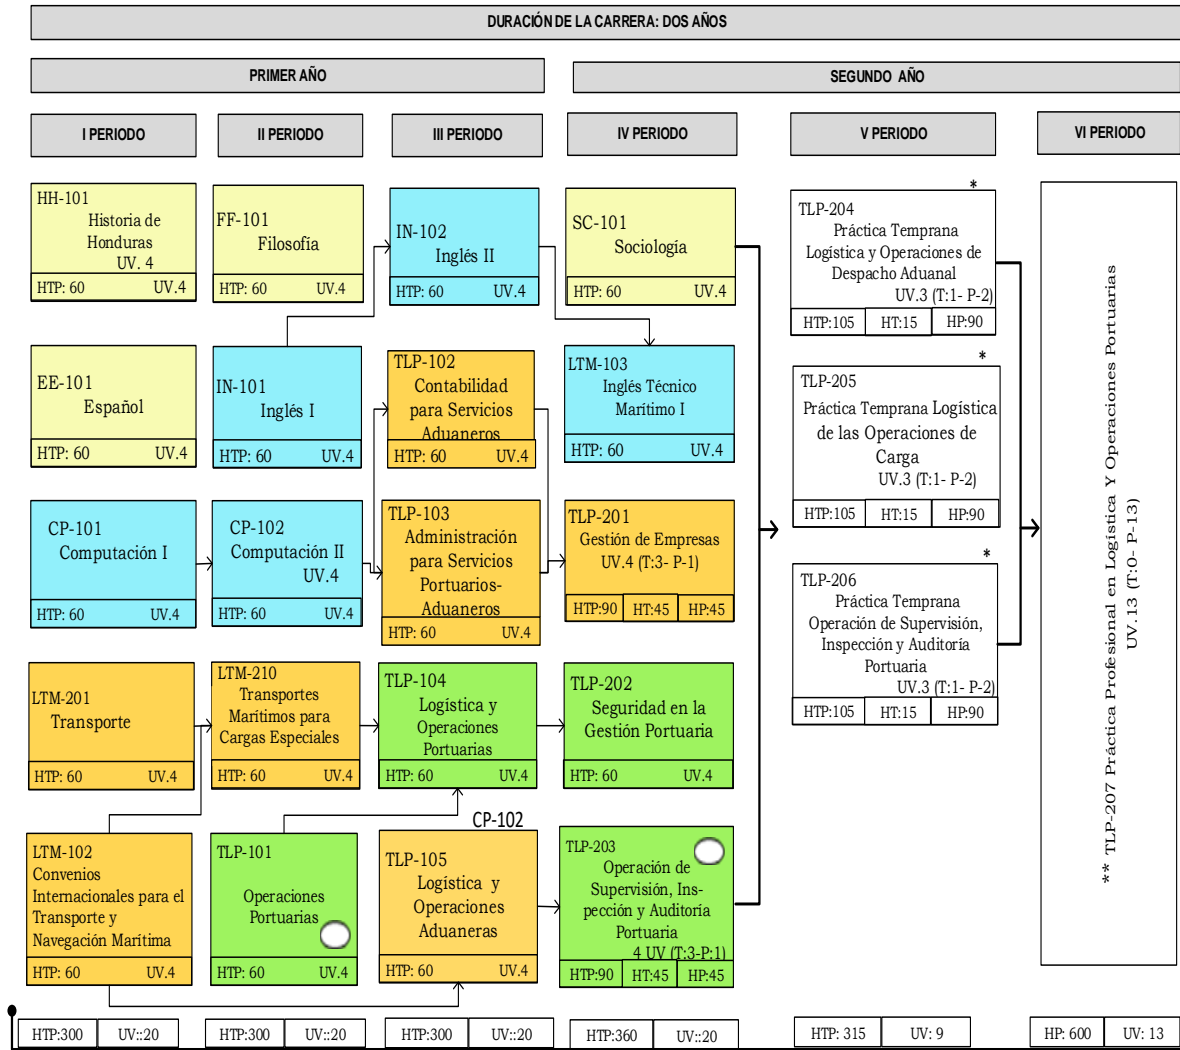 DURACIÓN DE LA CARRERA: DOS AÑOS
PRIMER AÑO
SEGUNDO AÑO
I PERIODO
II PERIODO
III PERIODO
IV PERIODO
V PERIODO
VI PERIODO
HH-101
Historia de
Honduras
UV. 4
HTP: 60 UV.4
FF-101
Filosofía
HTP: 60 UV.4
IN-102
Inglés II
HTP: 60 UV.4
SC-101
Sociología
HTP: 60 UV.4
*
TLP-204
Práctica Temprana
Logística y Operaciones de
Despacho Aduanal
UV.3 (T:1- P-2)
HTP:105 HT:15 HP:90
EE-101
Español
HTP: 60 UV.4
IN-101
Inglés I
HTP: 60 UV.4
TLP-102
Contabilidad
para Servicios
Aduaneros
HTP: 60 UV.4
LTM-103
Inglés Técnico
Marítimo I
HTP: 60 UV.4
*
TLP-205
Práctica Temprana Logística
de las Operaciones de
Carga
UV.3 (T:1- P-2)
HTP:105 HT:15 HP:90
CP-101
Computación I
HTP: 60 UV.4
CP-102
Computación II
UV.4
HTP: 60 UV.4
TLP-103
Administración
para Servicios
Portuarios-
Aduaneros
HTP: 60 UV.4
TLP-201
Gestión de Empresas
UV.4 (T:3- P-1)
HTP:90 HT:45 HP:45
*
TLP-206
Práctica Temprana
Operación de Supervisión,
Inspección y Auditoría
Portuaria
UV.3 (T:1- P-2)
HTP:105 HT:15 HP:90
LTM-201
Transporte
HTP: 60 UV.4
LTM-210
Transportes
Marítimos para
Cargas Especiales
HTP: 60 UV.4
TLP-104
Logística y
Operaciones
Portuarias
HTP: 60 UV.4
TLP-202
Seguridad en la
Gestión Portuaria
HTP: 60 UV.4
LTM-102
Convenios
Internacionales para el
Transporte y
Navegación Marítima
HTP: 60 UV.4
TLP-101
Operaciones
Portuarias
HTP: 60 UV.4
CP-102
TLP-105
Logística y
Operaciones
Aduaneras
HTP: 60 UV.4
TLP-203
Operación de
Supervisión, Ins-
pección y Auditoría
Portuaria
4 UV (T:3-P:1)
HTP:90 HT:45 HP:45
** TLP-207 Práctica Profesional en Logística Y Operaciones Portuarias
UV.13 (T:0- P-13)
HTP:300 UV::20
HTP:300 UV::20
HTP:300 UV::20
HTP:360 UV::20
HTP: 315 UV: 9
HP: 600 UV: 13